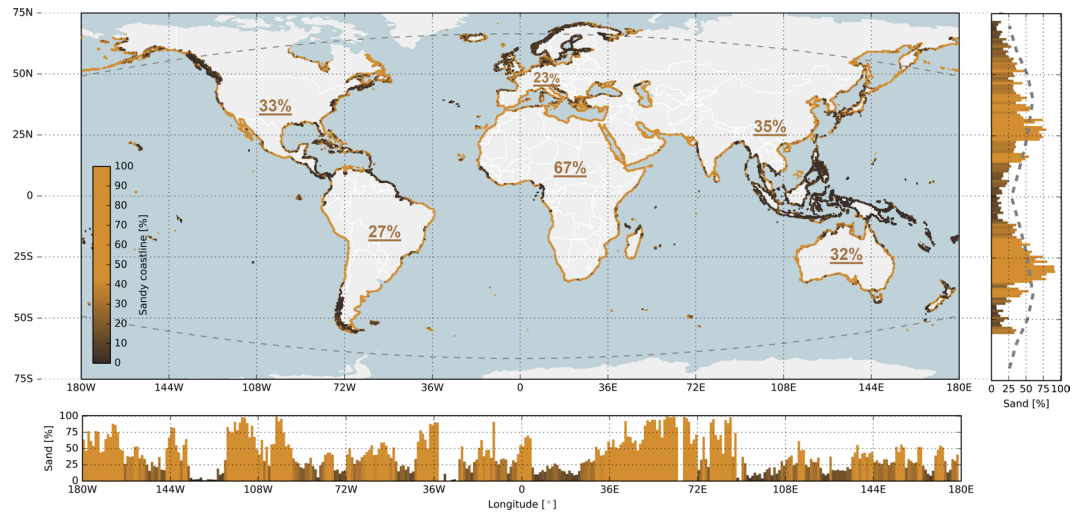 75N
50N
25N
0
25S
50S
75S
33%
23%
35%
67%
27%
32%
100
90
80
70
60
50
40
30
20
10
0
Sandy coastline [%]
180W 144W 108W 72W 36W 0 36E 72E 108E 144E 180E
0 25 50 75 100
Sand [%]
100
75
50
25
0
Sand [%]
180W 144W 108W 72W 36W 0 36E 72E 108E 144E 180E
Longitude [°]